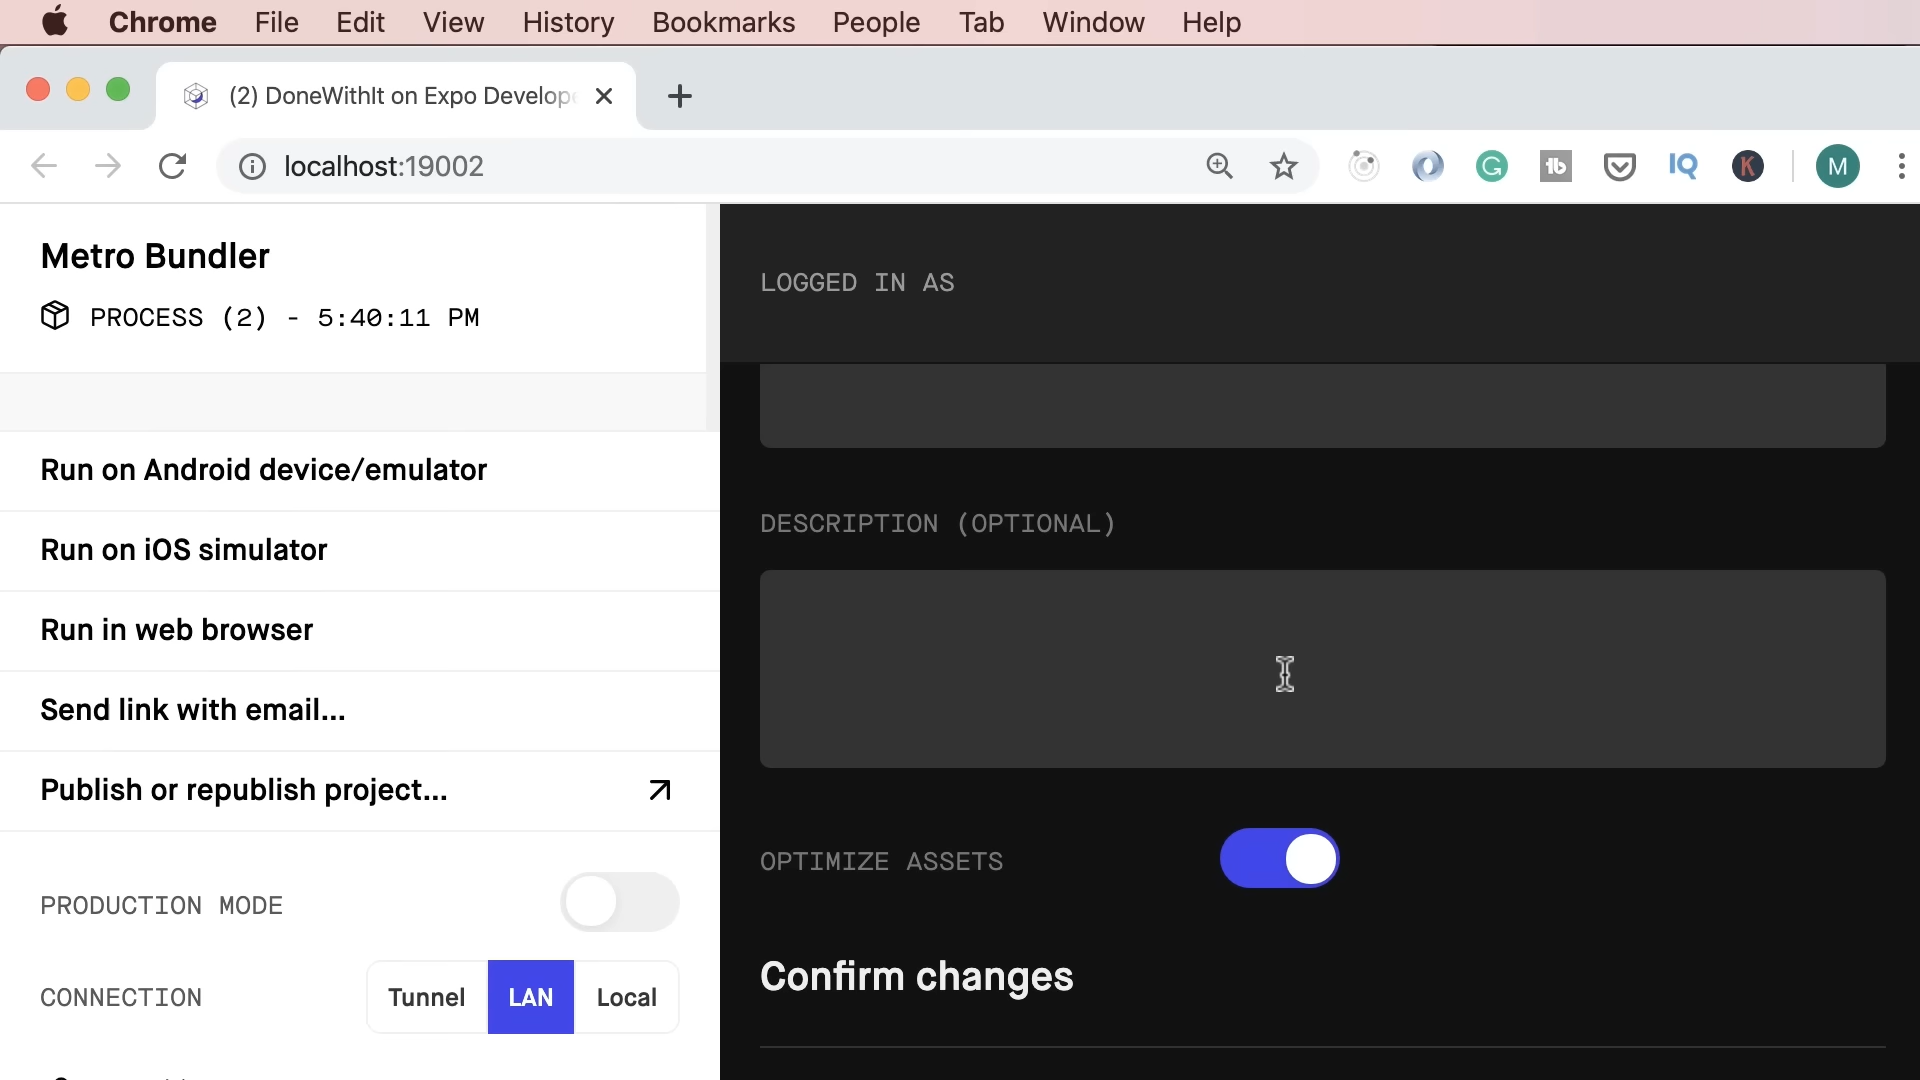 Chrome File Edit View History Bookmarks People Tab Window Help
(2) DoneWithIt on Expo Develope
localhost:19002
M
Metro Bundler
PROCESS (2) - 5:40:11 PM
Run on Android device/emulator
Run on iOS simulator
Run in web browser
Send link with email...
Publish or republish project...
PRODUCTION MODE
CONNECTION Tunnel LAN Local
LOGGED IN AS
DESCRIPTION (OPTIONAL)
OPTIMIZE ASSETS
Confirm changes